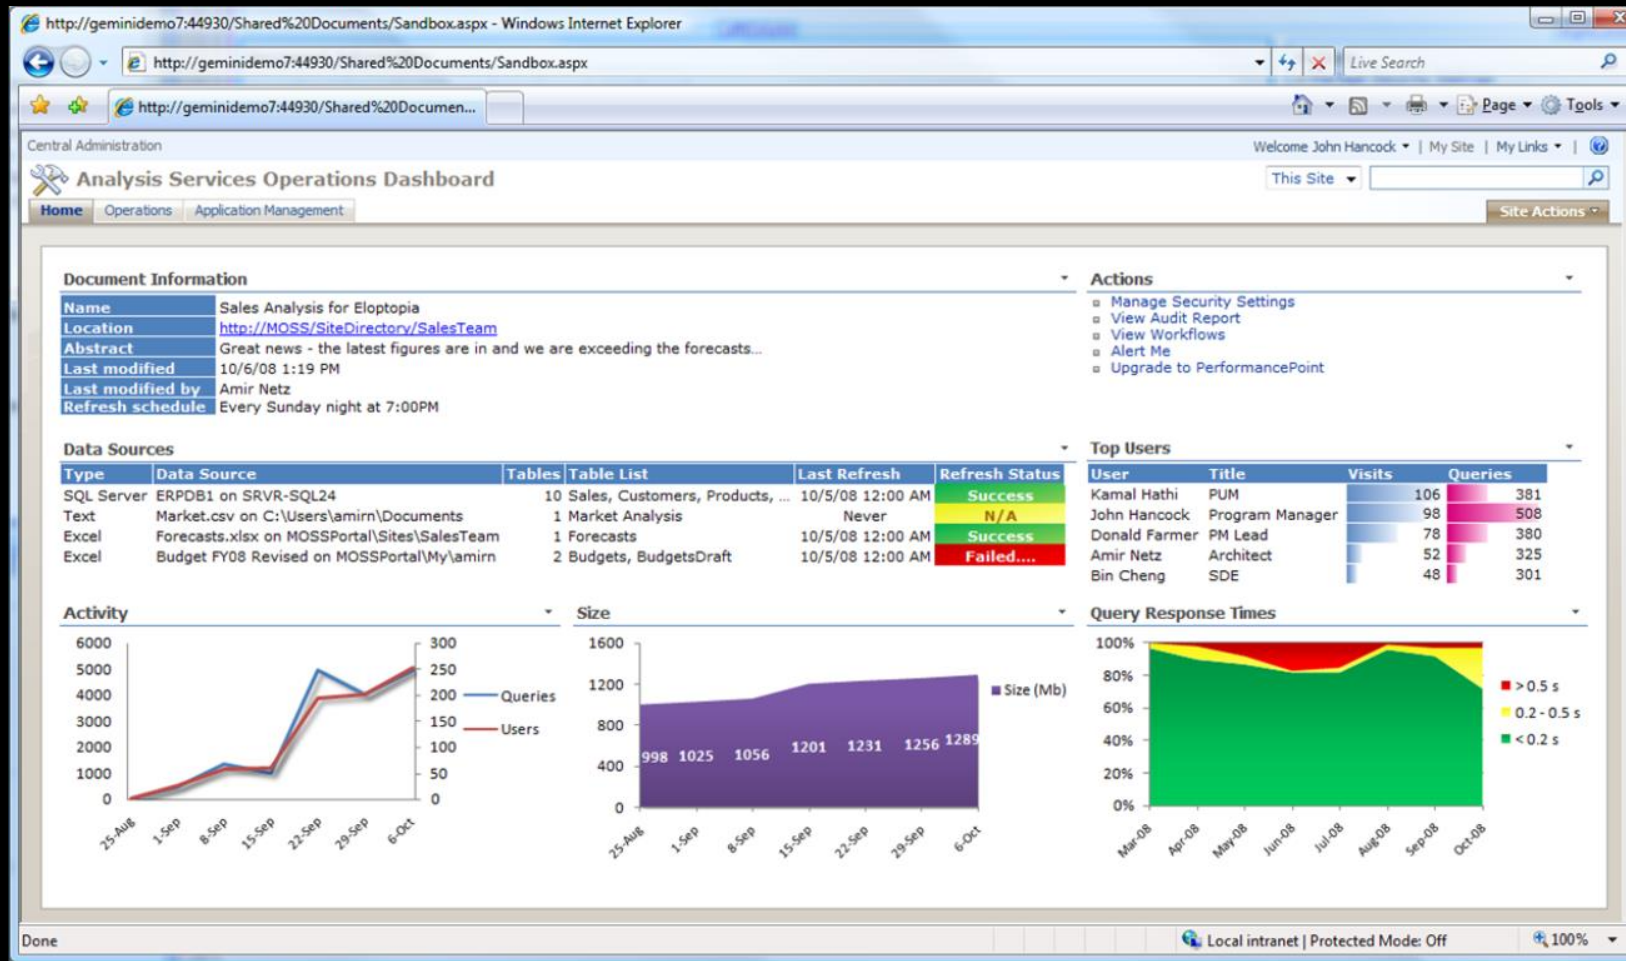 http://geminidemo7:44930/Shared%20Documents/Sandbox.aspx - Windows Internet Explorer
http://geminidemo7:44930/Shared%20Documents/Sandbox.aspx
Live Search
http://geminidemo7:44930/Shared%20Documen...
Page Tools
Central Administration
Welcome John Hancock | My Site | My Links |
Analysis Services Operations Dashboard
This Site
Home Operations Application Management
Site Actions
Document Information
Name Sales Analysis for Eloptopia
Location http://MOSS/SiteDirectory/SalesTeam
Abstract Great news - the latest figures are in and we are exceeding the forecasts...
Last modified 10/6/08 1:19 PM
Last modified by Amir Netz
Refresh schedule Every Sunday night at 7:00PM
Actions
Manage Security Settings
View Audit Report
View Workflows
Alert Me
Upgrade to PerformancePoint
Data Sources
Type Data Source Tables Table List Last Refresh Refresh Status
SQL Server ERPDB1 on SRVR-SQL24 10 Sales, Customers, Products, ... 10/5/08 12:00 AM Success
Text Market.csv on C:\Users\amirn\Documents 1 Market Analysis Never N/A
Excel Forecasts.xlsx on MOSSPortal\Sites\SalesTeam 1 Forecasts 10/5/08 12:00 AM Success
Excel Budget FY08 Revised on MOSSPortal\My\amirn 2 Budgets, BudgetsDraft 10/5/08 12:00 AM Failed....
Top Users
User Title Visits Queries
Kamal Hathi PUM 106 381
John Hancock Program Manager 98 508
Donald Farmer PM Lead 78 380
Amir Netz Architect 52 325
Bin Cheng SDE 48 301
Activity
6000 300
5000 250
4000 200
3000 150
2000 100
1000 50
0 0
Queries
Users
25-Aug 1-Sep 8-Sep 15-Sep 22-Sep 29-Sep 6-Oct
Size
1600
1200
800
400
0
998 1025 1056 1201 1231 1256 1289
Size (Mb)
25-Aug 1-Sep 8-Sep 15-Sep 22-Sep 29-Sep 6-Oct
Query Response Times
100%
80%
60%
40%
20%
0%
> 0.5 s
0.2 - 0.5 s
< 0.2 s
Mar-08 Apr-08 May-08 Jun-08 Jul-08 Aug-08 Sep-08 Oct-08
Done
Local intranet | Protected Mode: Off
100%